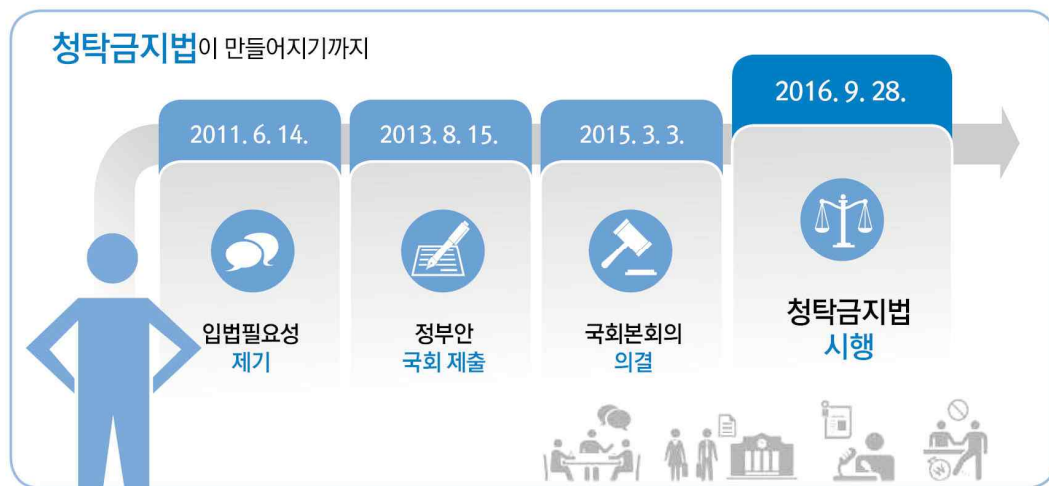 청탁금지법이 만들어지기까지
2011. 6. 14.
입법필요성
제기
2013. 8. 15.
정부안
국회 제출
2015. 3. 3.
국회본회의
의결
2016. 9. 28.
청탁금지법
시행
W